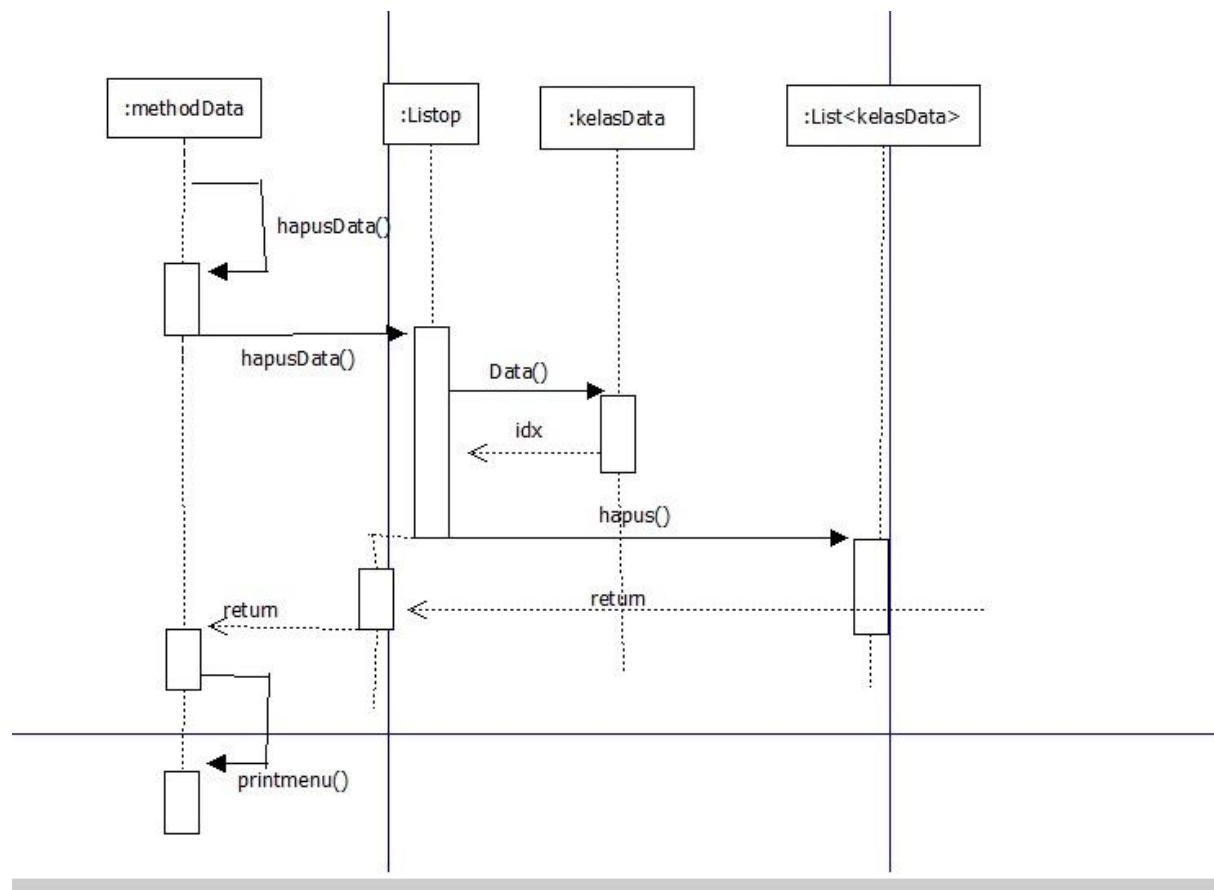 :methodData
:Listop
:kelasData
:List<kelasData>
hapusData()
hapusData()
Data()
idx
hapus()
return
return
printmenu()